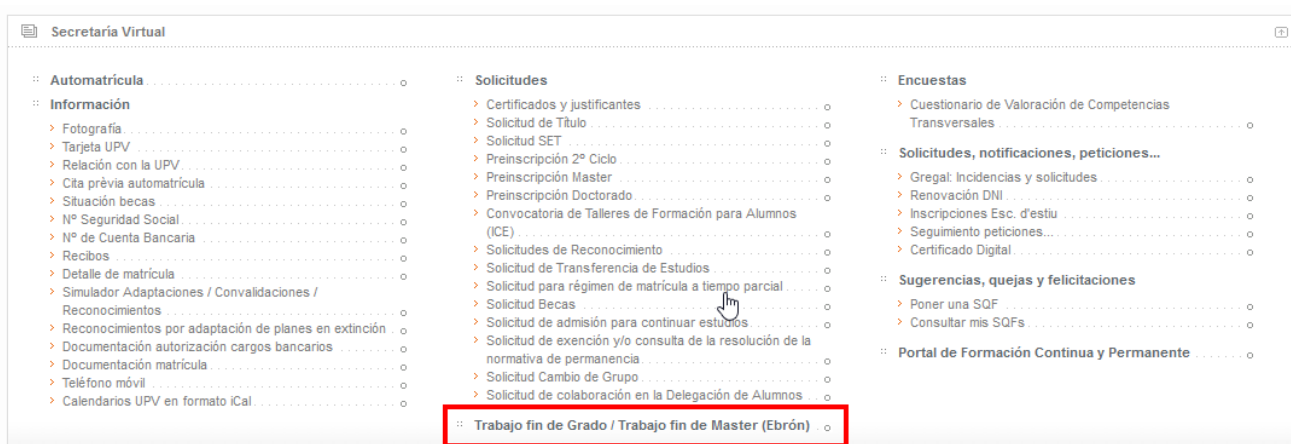 Secretaría Virtual
Automatrícula
Información
Fotografía
Tarjeta UPV
Relación con la UPV
Cita prèvia automatrícula
Situación becas
Nº Seguridad Social
Nº de Cuenta Bancaria
Recibos
Detalle de matrícula
Simulador Adaptaciones / Convalidaciones /
Reconocimientos
Reconocimientos por adaptación de planes en extinción
Documentación autorización cargos bancarios
Documentación matrícula
Teléfono móvil
Calendarios UPV en formato iCal
Solicitudes
Certificados y justificantes
Solicitud de Título
Solicitud SET
Preinscripción 2º Ciclo
Preinscripción Master
Preinscripción Doctorado
Convocatoria de Talleres de Formación para Alumnos
(ICE)
Solicitudes de Reconocimiento
Solicitud de Transferencia de Estudios
Solicitud para régimen de matrícula a tiempo parcial
Solicitud Becas
Solicitud de admisión para continuar estudios
Solicitud de exención y/o consulta de la resolución de la
normativa de permanencia
Solicitud Cambio de Grupo
Solicitud de colaboración en la Delegación de Alumnos
Trabajo fin de Grado / Trabajo fin de Master (Ebrón)
Encuestas
Cuestionario de Valoración de Competencias
Transversales
Solicitudes, notificaciones, peticiones...
Gregal: Incidencias y solicitudes
Renovación DNI
Inscripciones Esc. d'estiu
Seguimiento peticiones...
Certificado Digital
Sugerencias, quejas y felicitaciones
Poner una SQF
Consultar mis SQFs
Portal de Formación Continua y Permanente